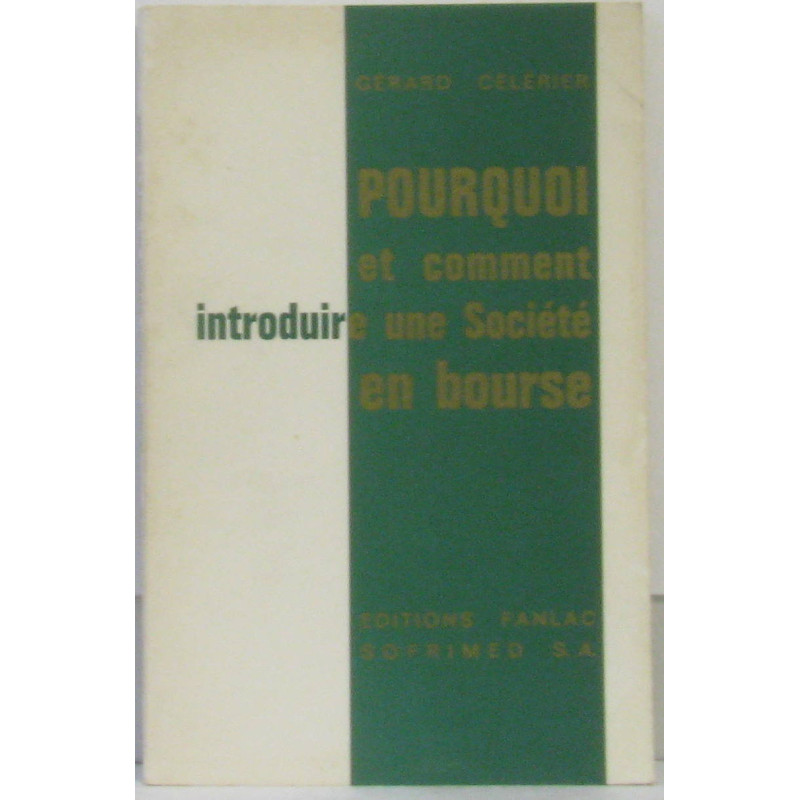 GERARD CELERIER
POURQUOI
et comment
introduire une Société
en bourse
EDITIONS FANLAC
SOFRIMED S.A.